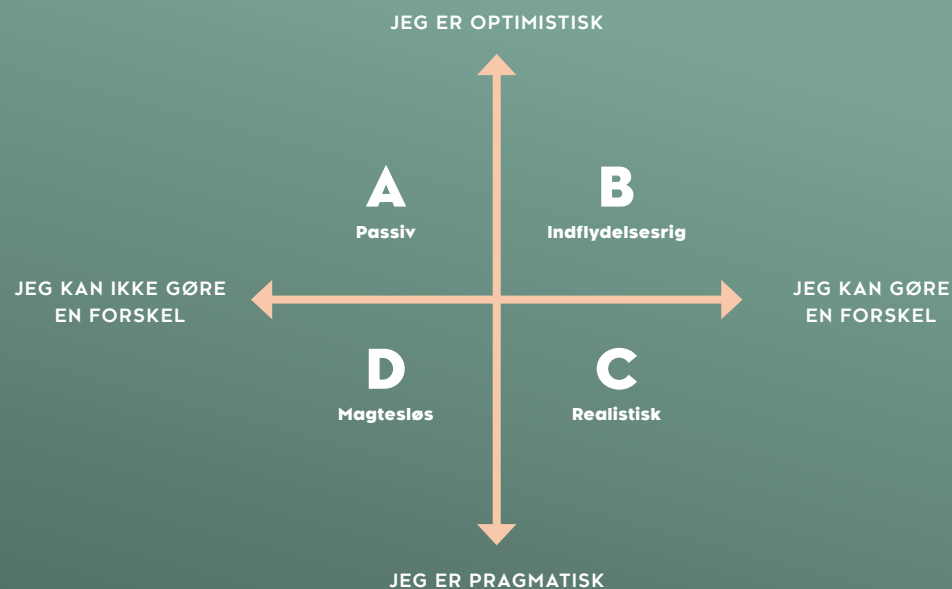 JEG ER OPTIMISTISK
A
Passiv
B
Indflydelsesrig
JEG KAN IKKE GØRE
EN FORSKEL
JEG KAN GØRE
EN FORSKEL
D
Magtesløs
C
Realistisk
JEG ER PRAGMATISK